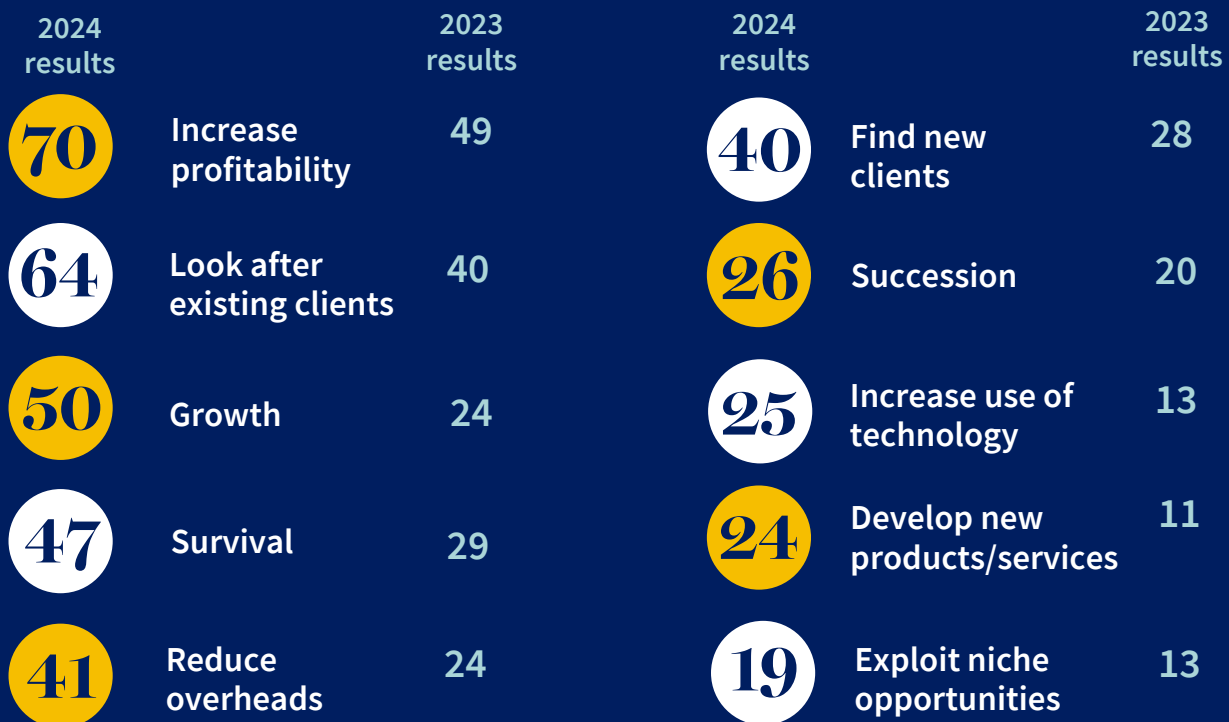 2024
results
2023
results
70
Increase
profitability
49
64
Look after
existing clients
40
50
Growth
24
47
Survival
29
41
Reduce
overheads
24
2024
results
2023
results
40
Find new
clients
28
26
Succession
20
25
Increase use of
technology
13
24
Develop new
products/services
11
19
Exploit niche
opportunities
13